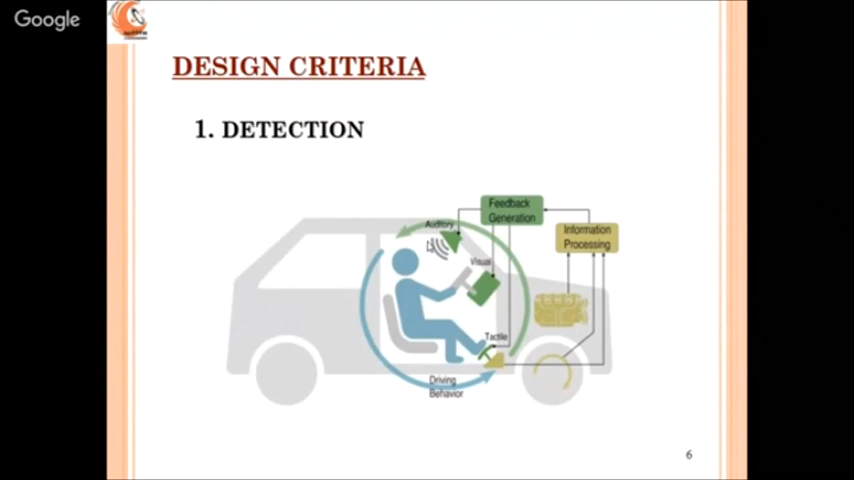 Google
DESIGN CRITERIA
1. DETECTION
Feedback
Generation
Auditory
Information
Processing
Visual
Tactile
Driving
Behavior
6